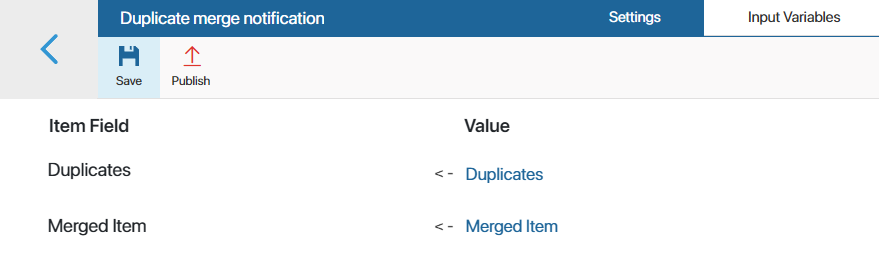 Duplicate merge notification Settings Input Variables
Save Publish
Item Field Value
Duplicates <- Duplicates
Merged Item <- Merged Item